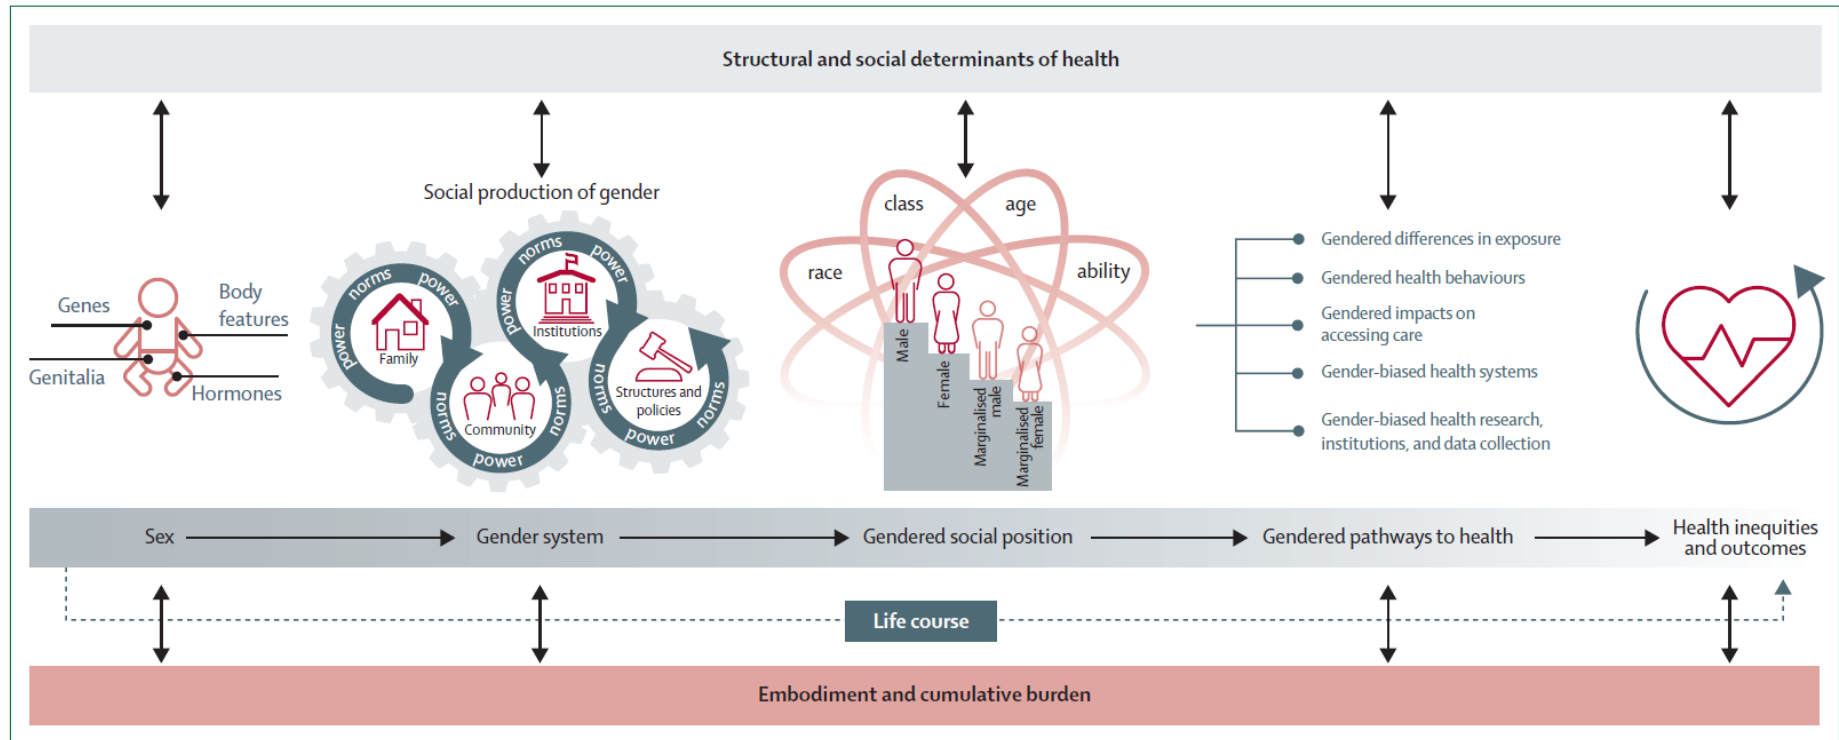 Structural and social determinants of health
Genes
Body
features
Genitalia
Hormones
Social production of gender
power
norms
power
Family
norms
power
norms
Community
power
norms
power
Institutions
norms
power
norms
Structures and
policies
race
class
age
ability
Male
Female
Marginalised
male
Marginalised
female
Gendered differences in exposure
Gendered health behaviours
Gendered impacts on
accessing care
Gender-biased health systems
Gender-biased health research,
institutions, and data collection
Sex
Gender system
Gendered social position
Gendered pathways to health
Health inequities
and outcomes
Life course
Embodiment and cumulative burden